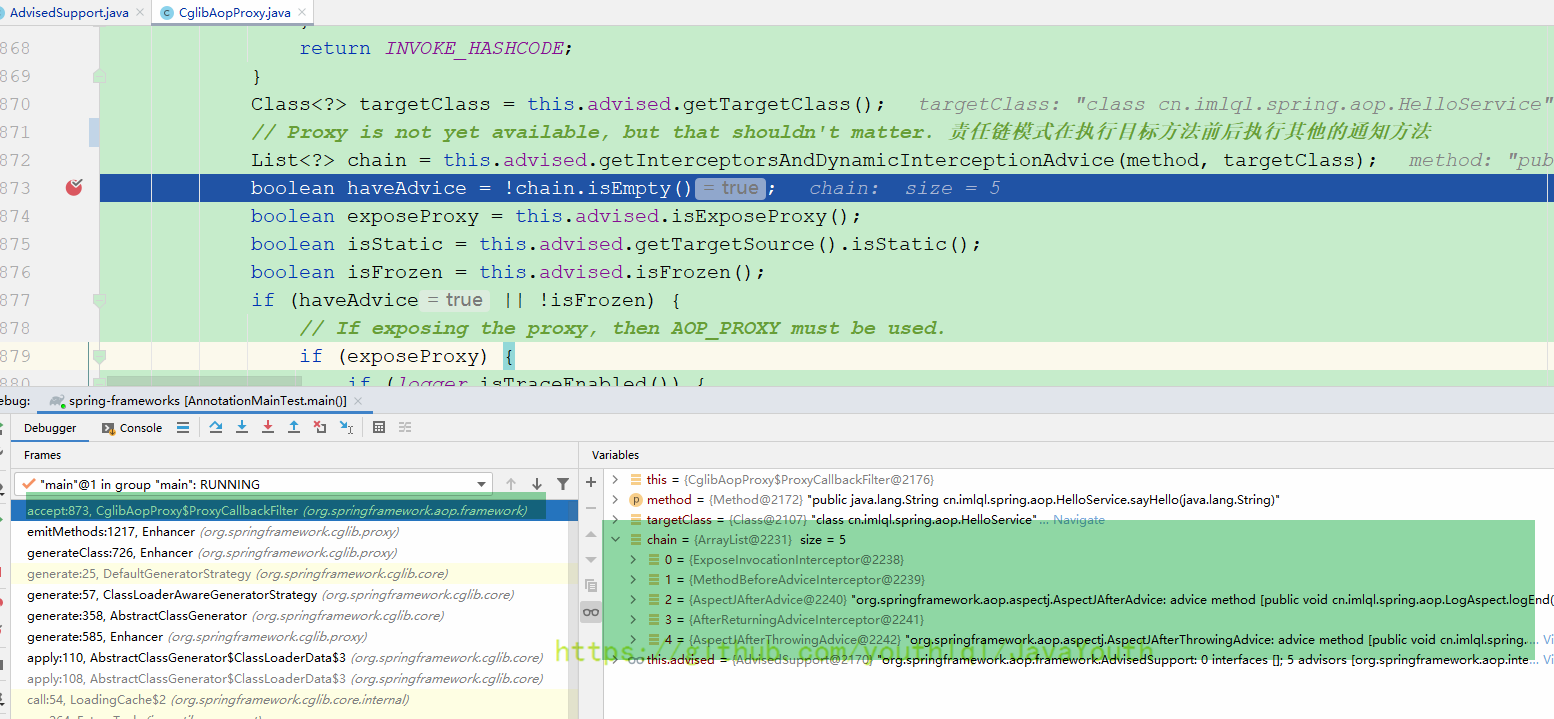 AdvisedSupport.java × CglibAopProxy.java ×
868 return INVOKE_HASHCODE;
869 }
870 Class<?> targetClass = this.advised.getTargetClass(); targetClass: "class cn.imlql.spring.aop.HelloService"
871 // Proxy is not yet available, but that shouldn't matter. 责任链模式在执行目标方法前后执行其他的通知方法
872 List<?> chain = this.advised.getInterceptorsAndDynamicInterceptionAdvice(method, targetClass); method: "pub
873 boolean haveAdvice = !chain.isEmpty() = true ; chain: size = 5
874 boolean exposeProxy = this.advised.isExposeProxy();
875 boolean isStatic = this.advised.getTargetSource().isStatic();
876 boolean isFrozen = this.advised.isFrozen();
877 if (haveAdvice = true || !isFrozen) {
878 // If exposing the proxy, then AOP_PROXY must be used.
879 if (exposeProxy) {
880 if (logger.isTraceEnabled()) {
ebug: spring-frameworks [AnnotationMainTest.main()] ×
Debugger Console
Frames
"main"@1 in group "main": RUNNING
accept:873, CglibAopProxy$ProxyCallbackFilter (org.springframework.aop.framework)
emitMethods:1217, Enhancer (org.springframework.cglib.proxy)
generateClass:726, Enhancer (org.springframework.cglib.proxy)
generate:25, DefaultGeneratorStrategy (org.springframework.cglib.core)
generate:57, ClassLoaderAwareGeneratorStrategy (org.springframework.cglib.core)
generate:358, AbstractClassGenerator (org.springframework.cglib.core)
generate:585, Enhancer (org.springframework.cglib.proxy)
apply:110, AbstractClassGenerator$ClassLoaderData$3 (org.springframework.cglib.core)
apply:108, AbstractClassGenerator$ClassLoaderData$3 (org.springframework.cglib.core)
call:54, LoadingCache$2 (org.springframework.cglib.core.internal)
Variables
this = {CglibAopProxy$ProxyCallbackFilter@2176}
method = {Method@2172} "public java.lang.String cn.imlql.spring.aop.HelloService.sayHello(java.lang.String)"
targetClass = {Class@2107} "class cn.imlql.spring.aop.HelloService"... Navigate
chain = {ArrayList@2231} size = 5
0 = {ExposeInvocationInterceptor@2238}
1 = {MethodBeforeAdviceInterceptor@2239}
2 = {AspectJAfterAdvice@2240} "org.springframework.aop.aspectj.AspectJAfterAdvice: advice method [public void cn.imlql.spring.aop.LogAspect.logEnd(
3 = {AfterReturningAdviceInterceptor@2241}
4 = {AspectJAfterThrowingAdvice@2242} "org.springframework.aop.aspectj.AspectJAfterThrowingAdvice: advice method [public void cn.imlql.spring.... Vi
this.advised = {AdvisedSupport@2170} "org.springframework.aop.framework.AdvisedSupport: 0 interfaces []; 5 advisors [org.springframework.aop.inte... Vi
https://github.com/youthlql/JavaYouth